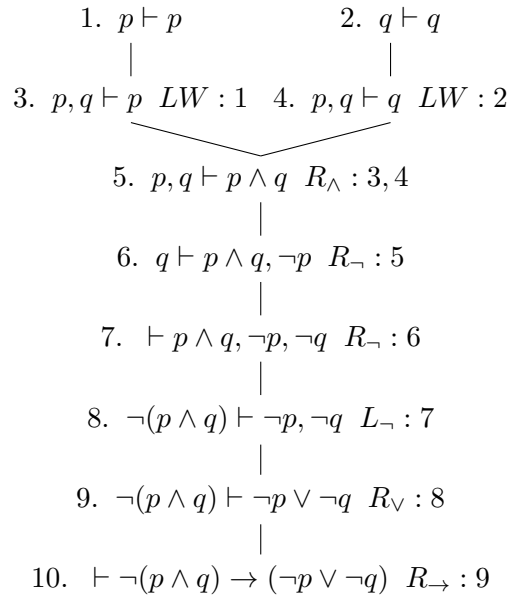 1. p ⊢ p 2. q ⊢ q
3. p, q ⊢ p LW : 1 4. p, q ⊢ q LW : 2
5. p, q ⊢ p ∧ q R∧ : 3, 4
6. q ⊢ p ∧ q, ¬p R¬ : 5
7. ⊢ p ∧ q, ¬p, ¬q R¬ : 6
8. ¬(p ∧ q) ⊢ ¬p, ¬q L¬ : 7
9. ¬(p ∧ q) ⊢ ¬p ∨ ¬q R∨ : 8
10. ⊢ ¬(p ∧ q) → (¬p ∨ ¬q) R→ : 9